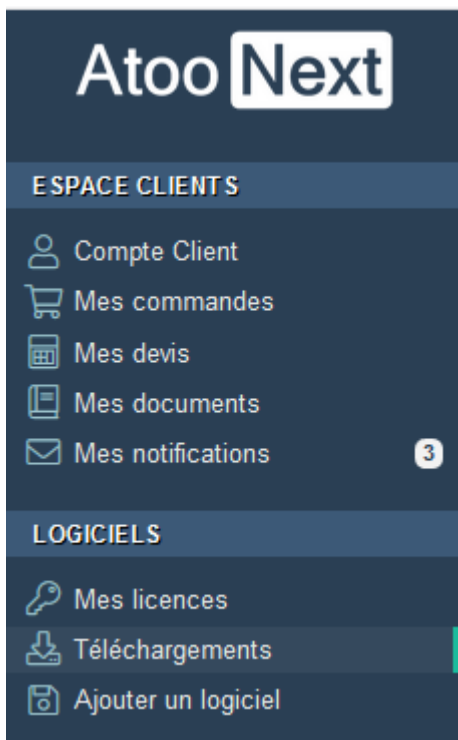 Atoo Next
ESPACE CLIENTS
Compte Client
Mes commandes
Mes devis
Mes documents
Mes notifications 3
LOGICIELS
Mes licences
Téléchargements
Ajouter un logiciel